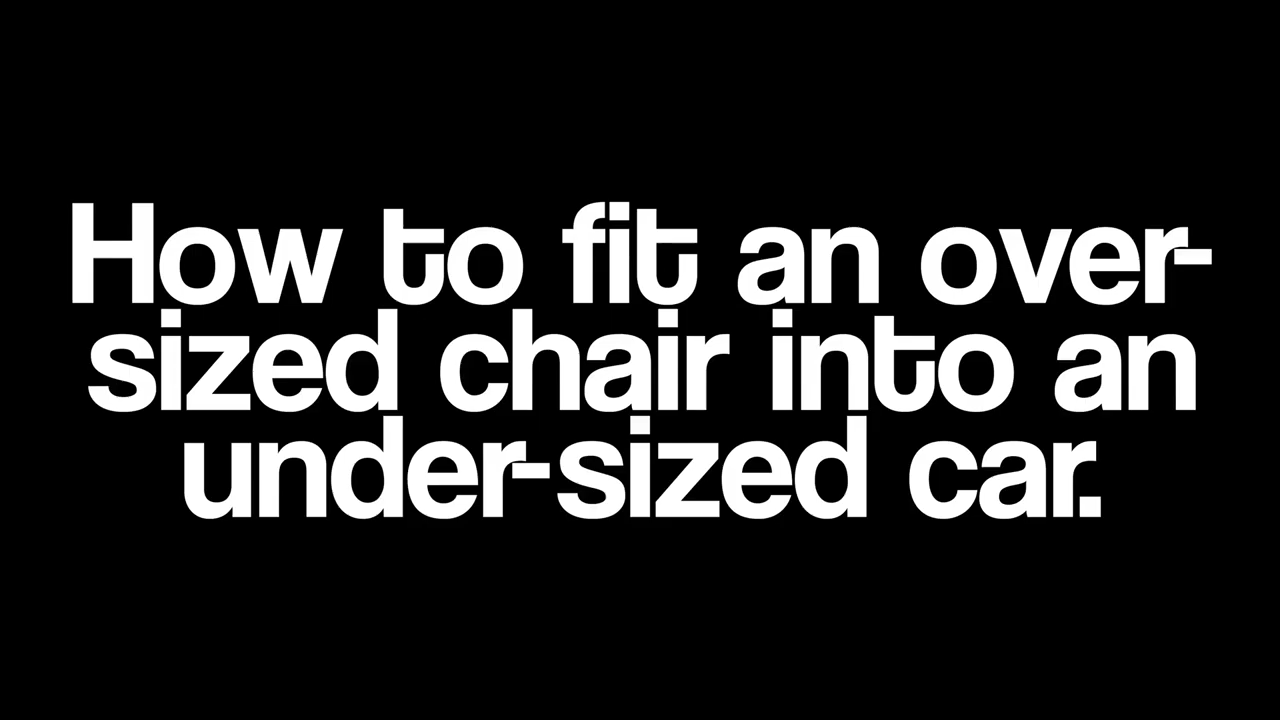 How to fit an over-
sized chair into an
under-sized car.